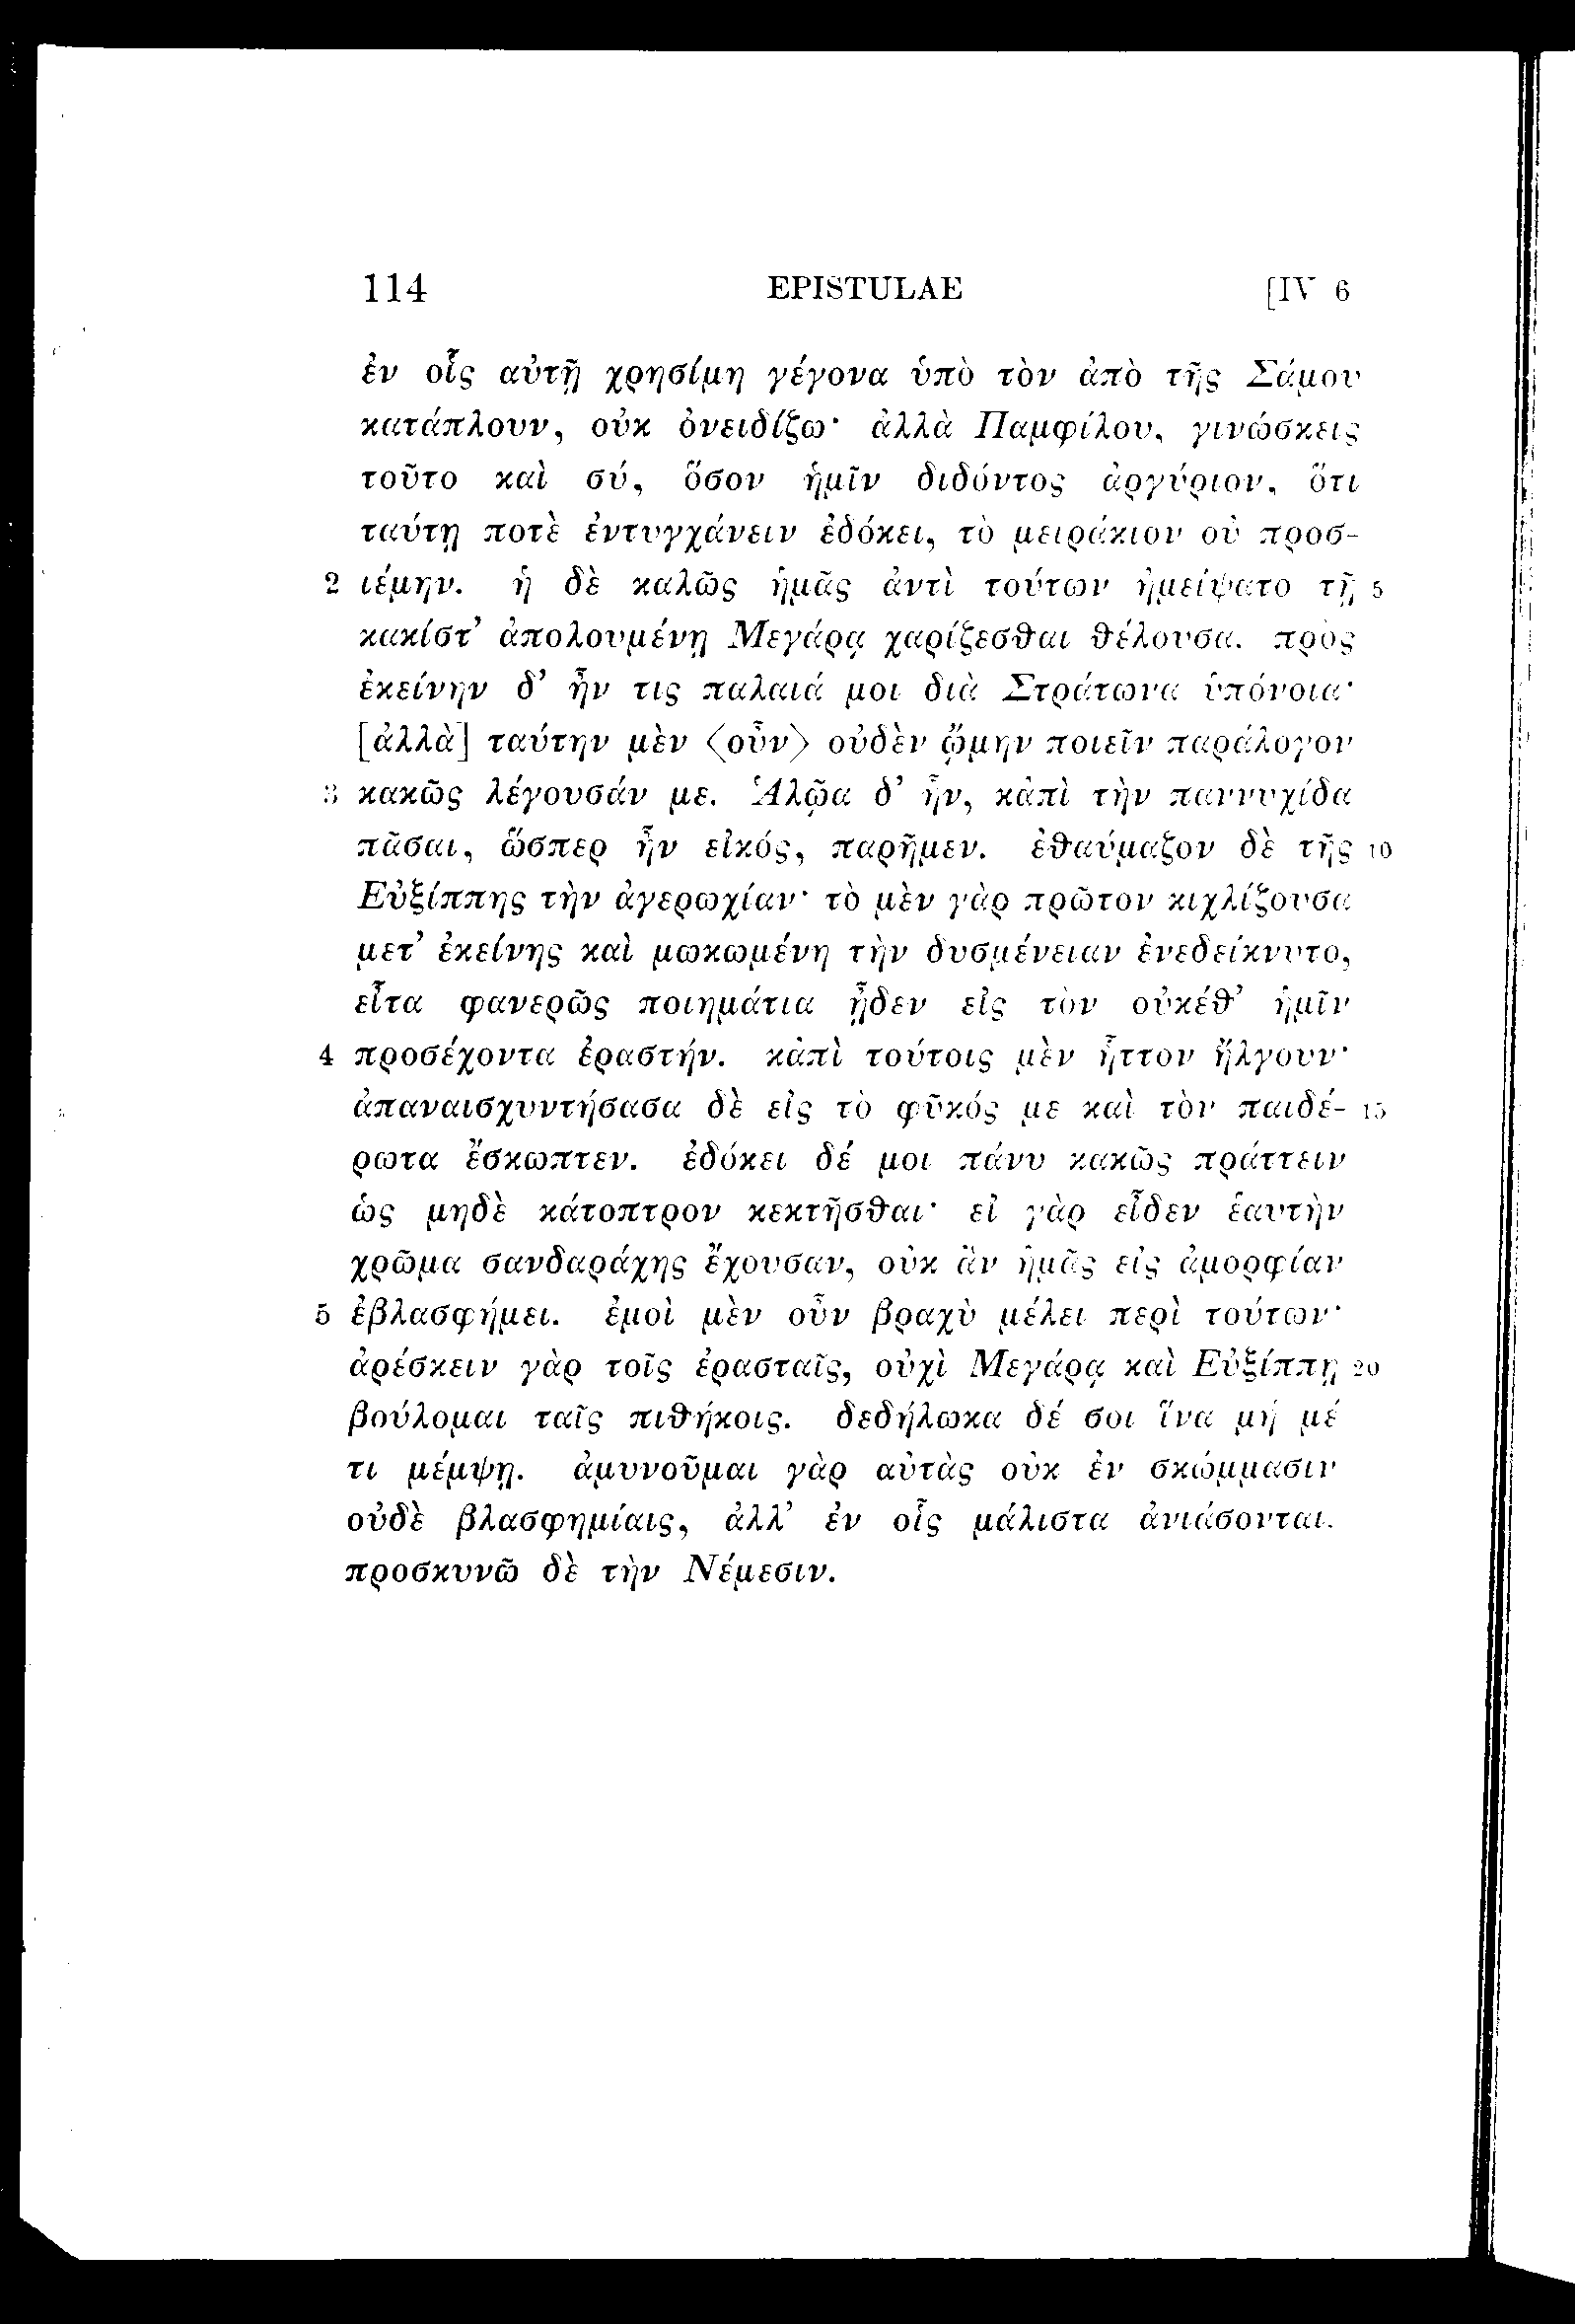 114 EPISTULAE [IV 6
ἐν οἷς αὐτῇ χρησίμη γέγονα ὑπὸ τὸν ἀπὸ τῆς Σάμου
κατάπλουν, οὐκ ὀνειδίζω· ἀλλὰ Παμφίλου, γινώσκεις
τοῦτο καὶ σύ, ὅσον ἡμῖν διδόντος ἀργύριον, ὅτι
ταύτῃ ποτὲ ἐντυγχάνειν ἐδόκει, τὸ μειράκιον οὐ προσ-
2 ιέμην. ἡ δὲ καλῶς ἡμᾶς ἀντὶ τούτων ἠμείψατο τῇ 5
κακίστ’ ἀπολουμένῃ Μεγάρᾳ χαρίζεσθαι θέλουσα. πρὸς
ἐκείνην δ’ ἦν τις παλαιά μοι διὰ Στράτωνα ὑπόνοια·
[ἀλλὰ] ταύτην μὲν 〈οὖν〉 οὐδὲν ᾤμην ποιεῖν παράλογον
3 κακῶς λέγουσάν με. Ἁλῷα δ’ ἦν, κἀπὶ τὴν παννυχίδα
πᾶσαι, ὥσπερ ἦν εἰκός, παρῆμεν. ἐθαύμαζον δὲ τῆς 10
Εὐξίππης τὴν ἀγερωχίαν· τὸ μὲν γὰρ πρῶτον κιχλίζουσα
μετ’ ἐκείνης καὶ μωκωμένη τὴν δυσμένειαν ἐνεδείκνυτο,
εἶτα φανερῶς ποιημάτια ᾖδεν εἰς τὸν οὐκέθ’ ἡμῖν
4 προσέχοντα ἐραστήν. κἀπὶ τούτοις μὲν ἧττον ἤλγουν·
ἀπαναισχυντήσασα δὲ εἰς τὸ φῦκός με καὶ τὸν παιδέ- 15
ρωτα ἔσκωπτεν. ἐδόκει δέ μοι πάνυ κακῶς πράττειν
ὡς μηδὲ κάτοπτρον κεκτῆσθαι· εἰ γὰρ εἶδεν ἑαυτὴν
χρῶμα σανδαράχης ἔχουσαν, οὐκ ἂν ἡμᾶς εἰς ἀμορφίαν
5 ἐβλασφήμει. ἐμοὶ μὲν οὖν βραχὺ μέλει περὶ τούτων·
ἀρέσκειν γὰρ τοῖς ἐρασταῖς, οὐχὶ Μεγάρᾳ καὶ Εὐξίππῃ 20
βούλομαι ταῖς πιθήκοις. δεδήλωκα δέ σοι ἵνα μή μέ
τι μέμψῃ. ἀμυνοῦμαι γὰρ αὐτὰς οὐκ ἐν σκώμμασιν
οὐδὲ βλασφημίαις, ἀλλ’ ἐν οἷς μάλιστα ἀνιάσονται.
προσκυνῶ δὲ τὴν Νέμεσιν.